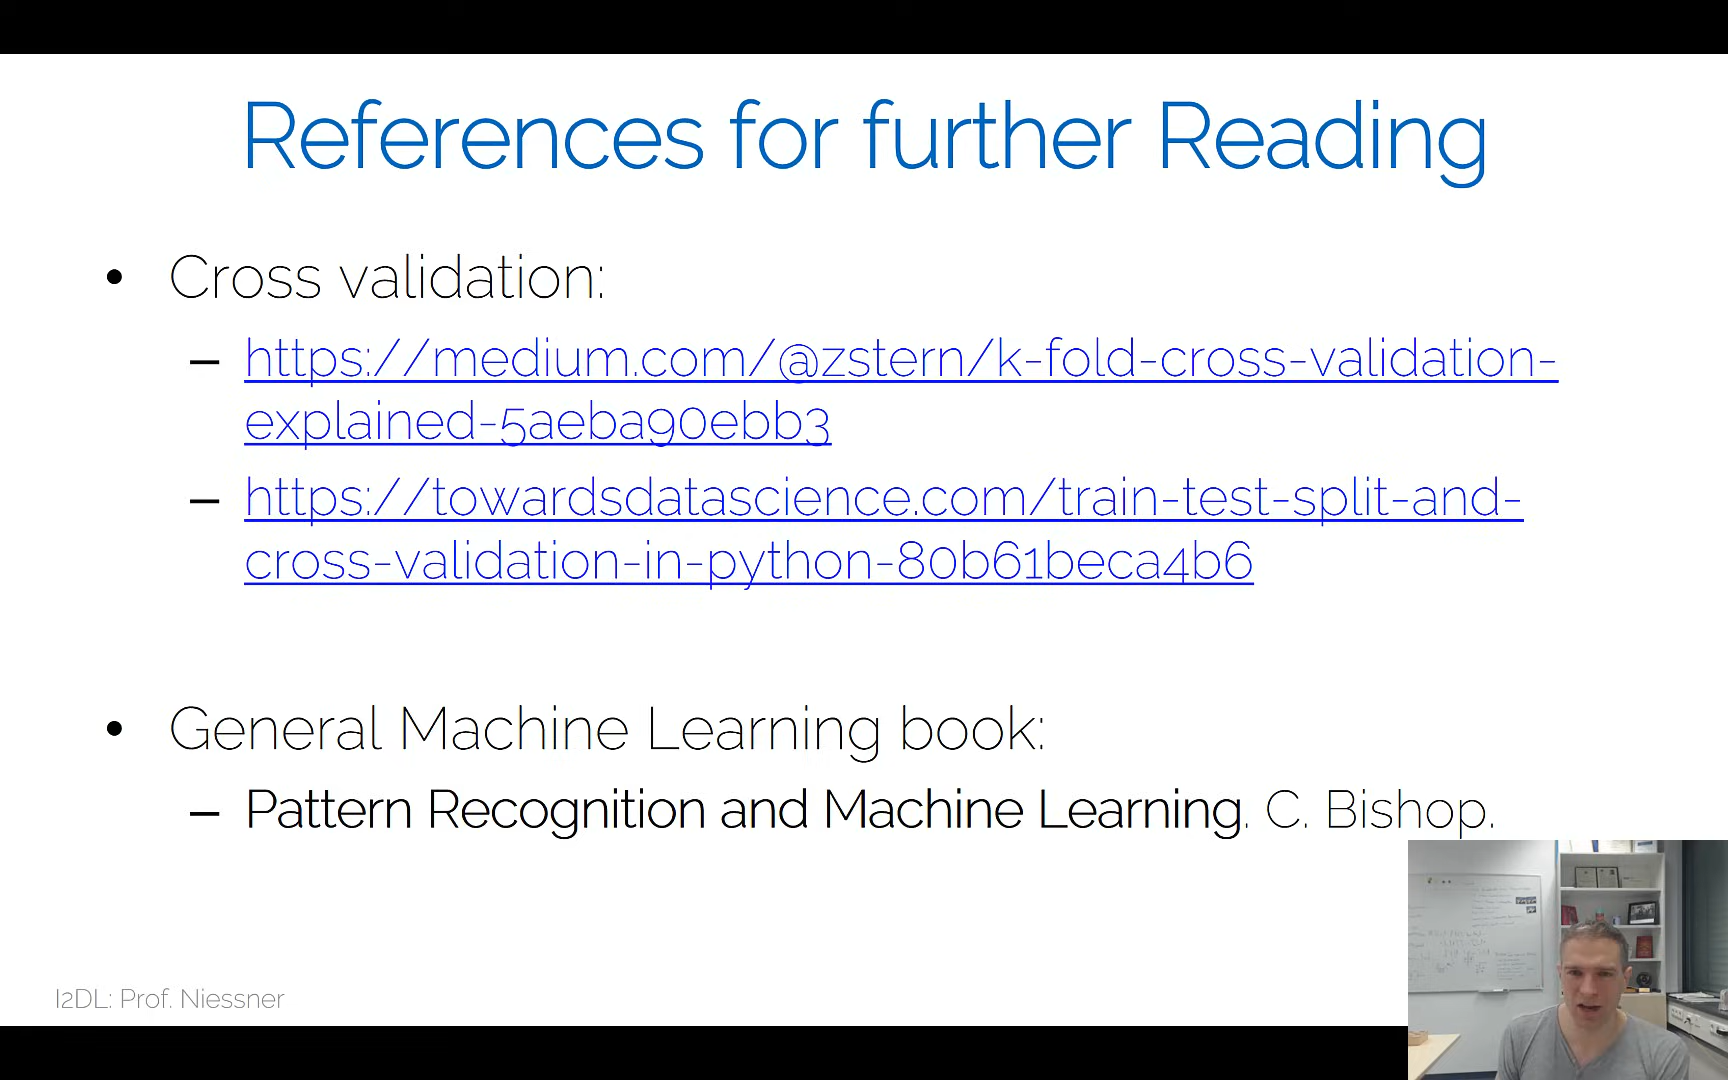 References for further Reading
• Cross validation:
– https://medium.com/@zstern/k-fold-cross-validation-
explained-5aeba90ebb3
– https://towardsdatascience.com/train-test-split-and-
cross-validation-in-python-80b61beca4b6
• General Machine Learning book:
– Pattern Recognition and Machine Learning. C. Bishop.
I2DL: Prof. Niessner